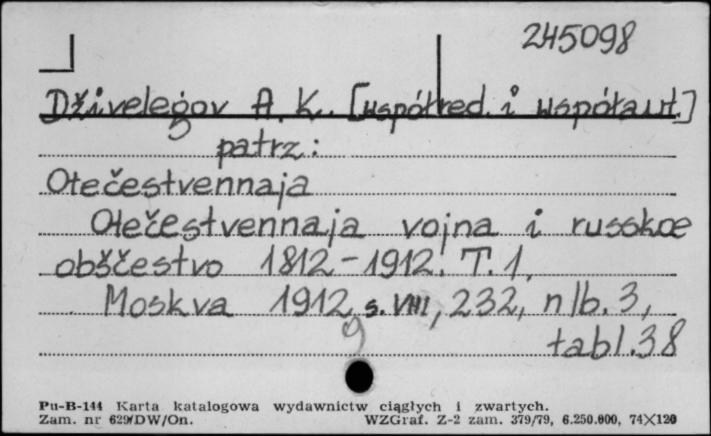 245098
Dživelegov A. K. [współred. i współaut.]
patrz:
Otečestvennaja
Otečestvennaja vojna i russkoe
obščestvo 1812-1912. T. 1.
Moskva 1912, s. VIII, 232, nlb. 3,
tabl. 38
Pu-B-144 Karta katalogowa wydawnictw ciągłych i zwartych.
Zam. nr 629/DW/On. WZGraf. Z-2 zam. 379/79, 6.250.000, 74X120